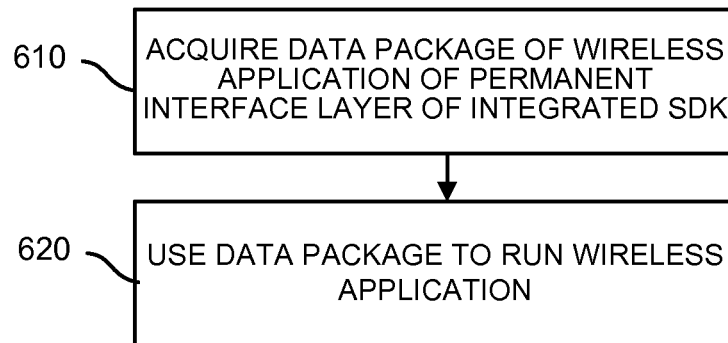 610
ACQUIRE DATA PACKAGE OF WIRELESS
APPLICATION OF PERMANENT
INTERFACE LAYER OF INTEGRATED SDK
620
USE DATA PACKAGE TO RUN WIRELESS
APPLICATION